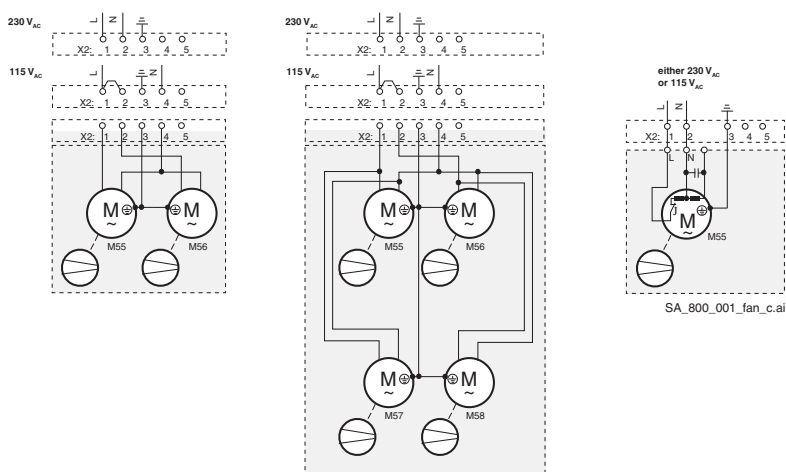 230 VAC
L
N
X2: 1 2 3 4 5
115 VAC
L
N
X2: 1 2 3 4 5
X2: 1 2 3 4 5
M
~
M55
M
~
M56
230 VAC
L
N
X2: 1 2 3 4 5
115 VAC
L
N
X2: 1 2 3 4 5
X2: 1 2 3 4 5
M
~
M55
M
~
M56
M
~
M57
M
~
M58
either 230 VAC
or 115 VAC
L
N
X2: 1 2 3 4 5
L N
M
~
M55
SA_800_001_fan_c.ai